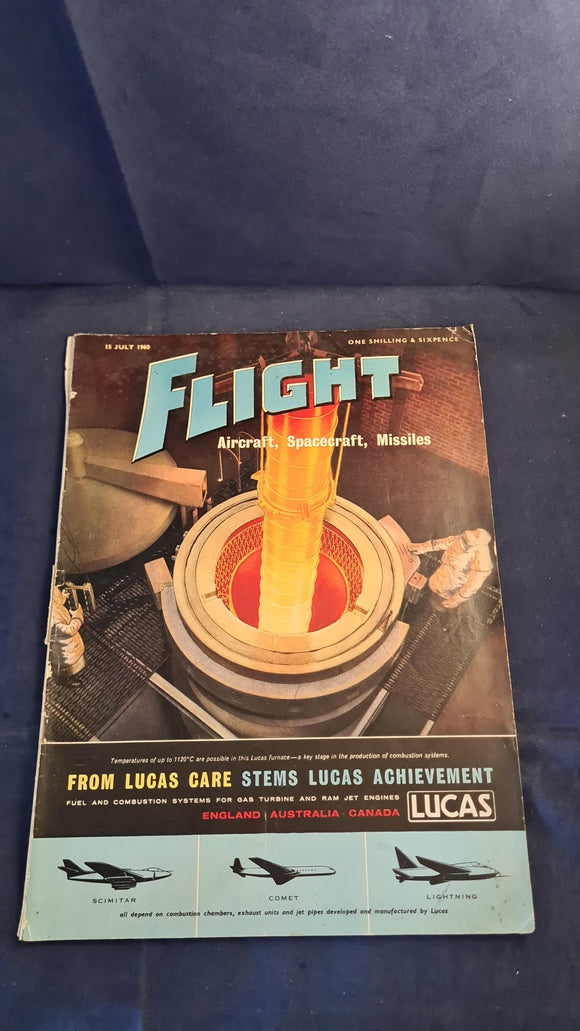 15 JULY 1960
ONE SHILLING & SIXPENCE
FLIGHT
Aircraft, Spacecraft, Missiles
Temperatures of up to 1120°C are possible in this Lucas furnace—a key stage in the production of combustion systems.
FROM LUCAS CARE STEMS LUCAS ACHIEVEMENT
FUEL AND COMBUSTION SYSTEMS FOR GAS TURBINE AND RAM JET ENGINES
ENGLAND · AUSTRALIA · CANADA
LUCAS
SCIMITAR
COMET
LIGHTNING
all depend on combustion chambers, exhaust units and jet pipes developed and manufactured by Lucas